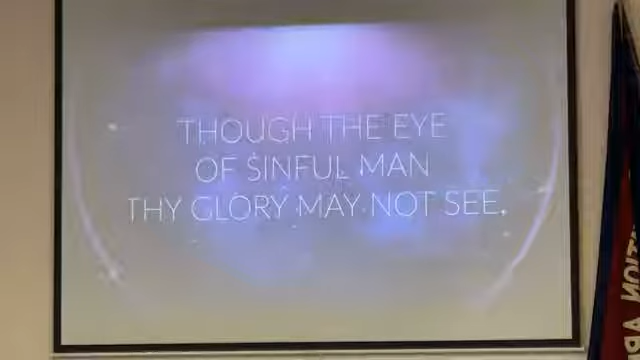 THOUGH THE EYE
OF SINFUL MAN
THY GLORY MAY NOT SEE.